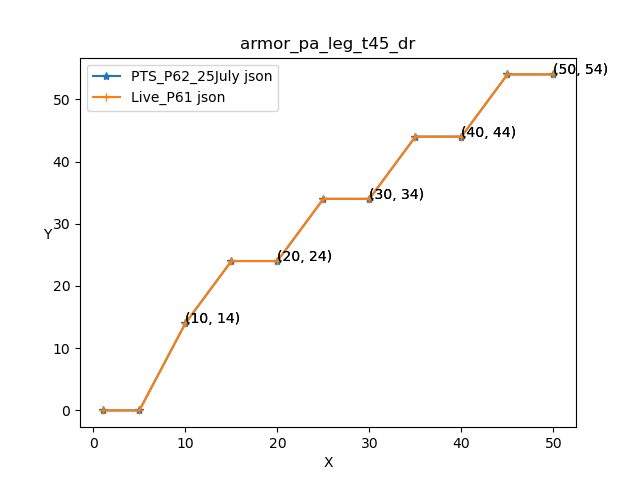 armor_pa_leg_t45_dr
PTS_P62_25July json
Live_P61 json
(50, 54)
(40, 44)
(30, 34)
(20, 24)
(10, 14)
Y
50
40
30
20
10
0
0 10 20 30 40 50
X